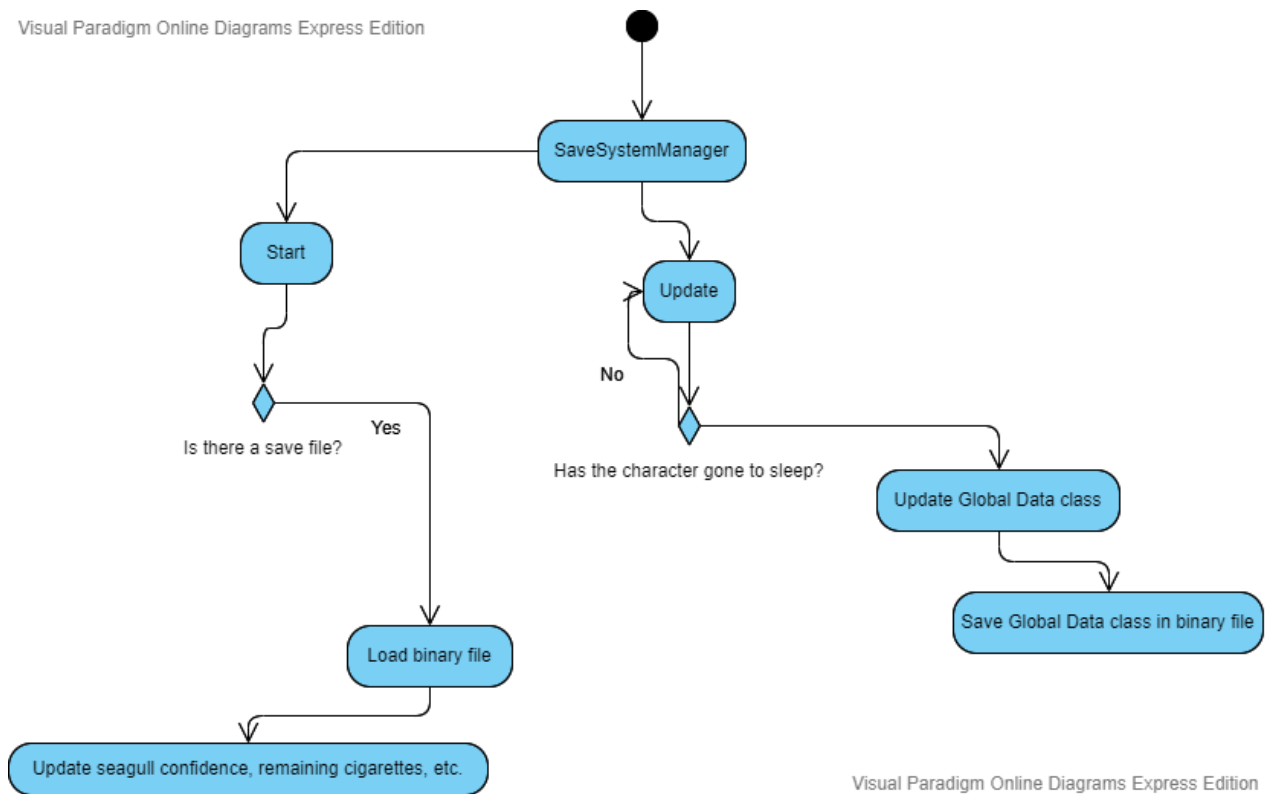 Visual Paradigm Online Diagrams Express Edition
SaveSystemManager
Start
Update
No
Yes
Is there a save file?
Has the character gone to sleep?
Update Global Data class
Save Global Data class in binary file
Load binary file
Update seagull confidence, remaining cigarettes, etc.
Visual Paradigm Online Diagrams Express Edition